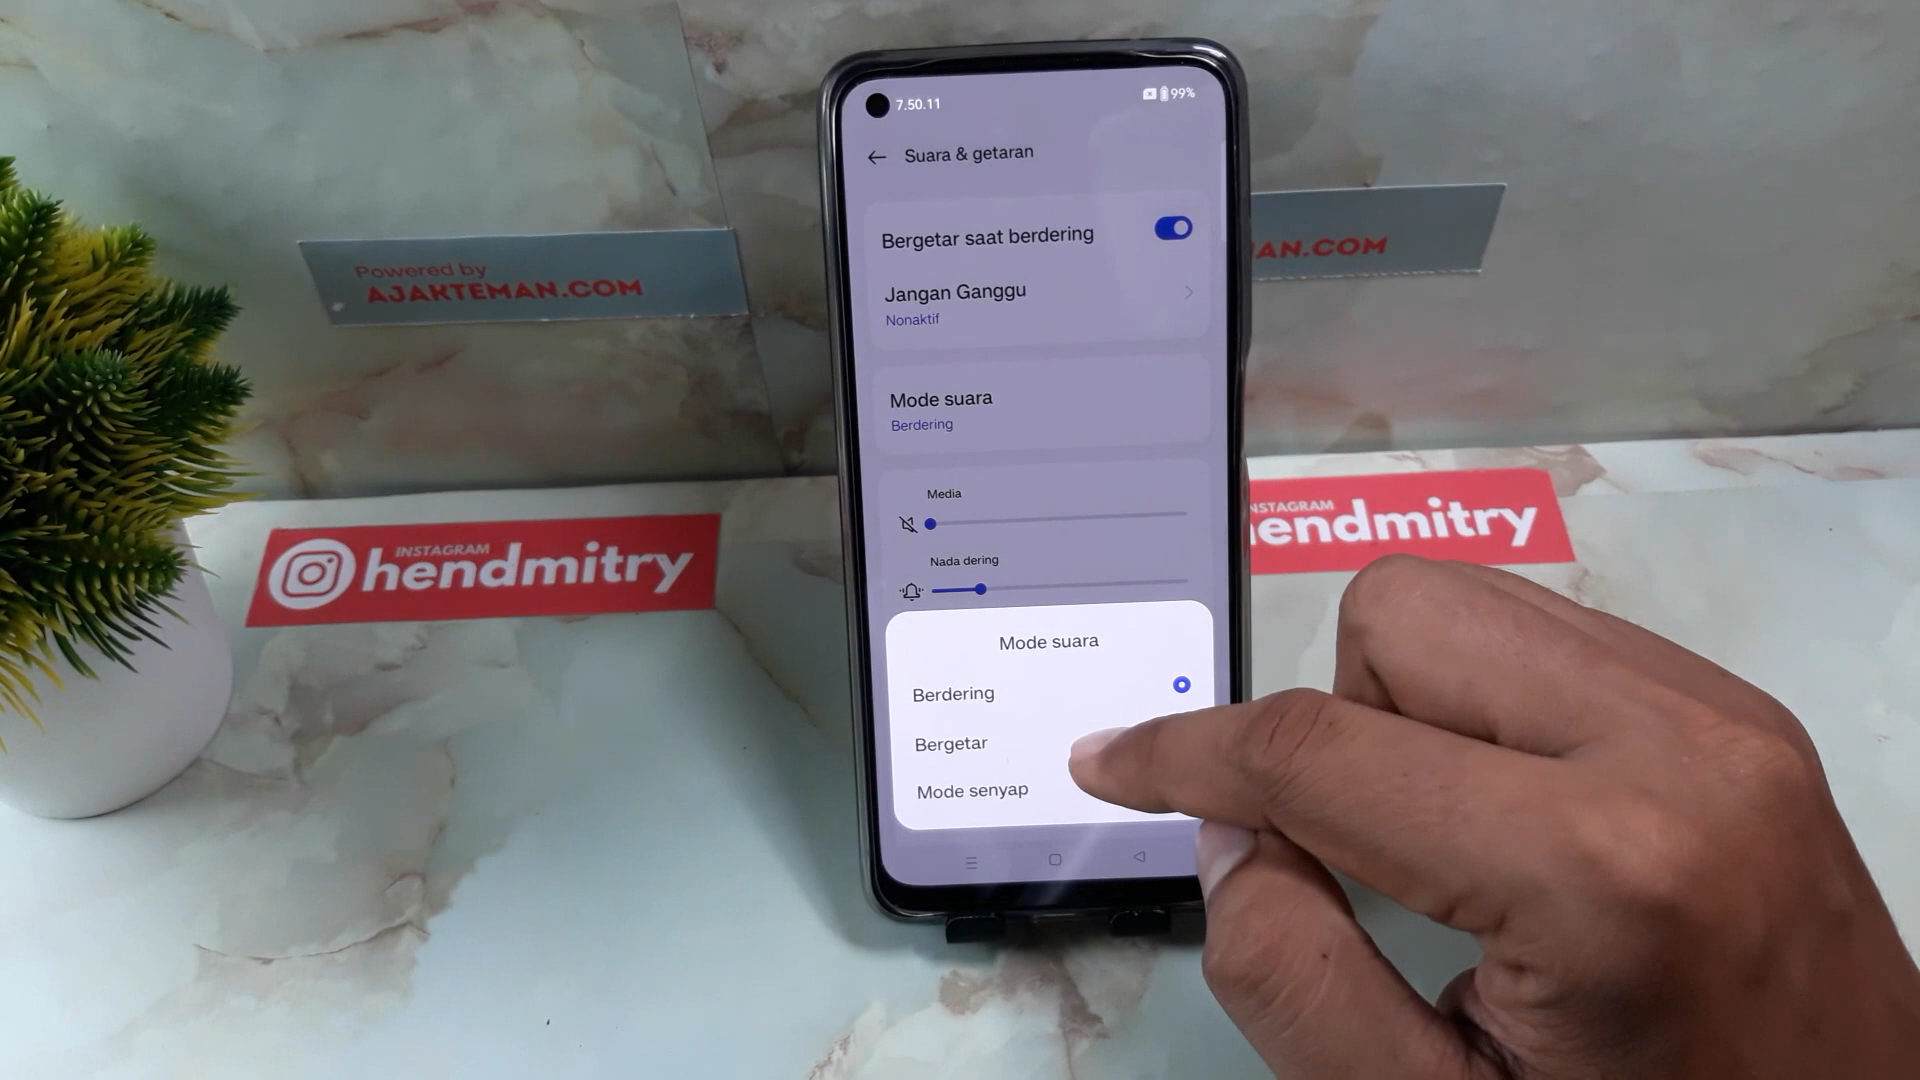 7.50.11
99%
Suara & getaran
Bergetar saat berdering
Jangan Ganggu
Nonaktif
Mode suara
Berdering
Media
Nada dering
Mode suara
Berdering
Bergetar
Mode senyap
Powered by
AJAKTEMAN.COM
AN.COM
INSTAGRAM
hendmitry
NSTAGRAM
hendmitry